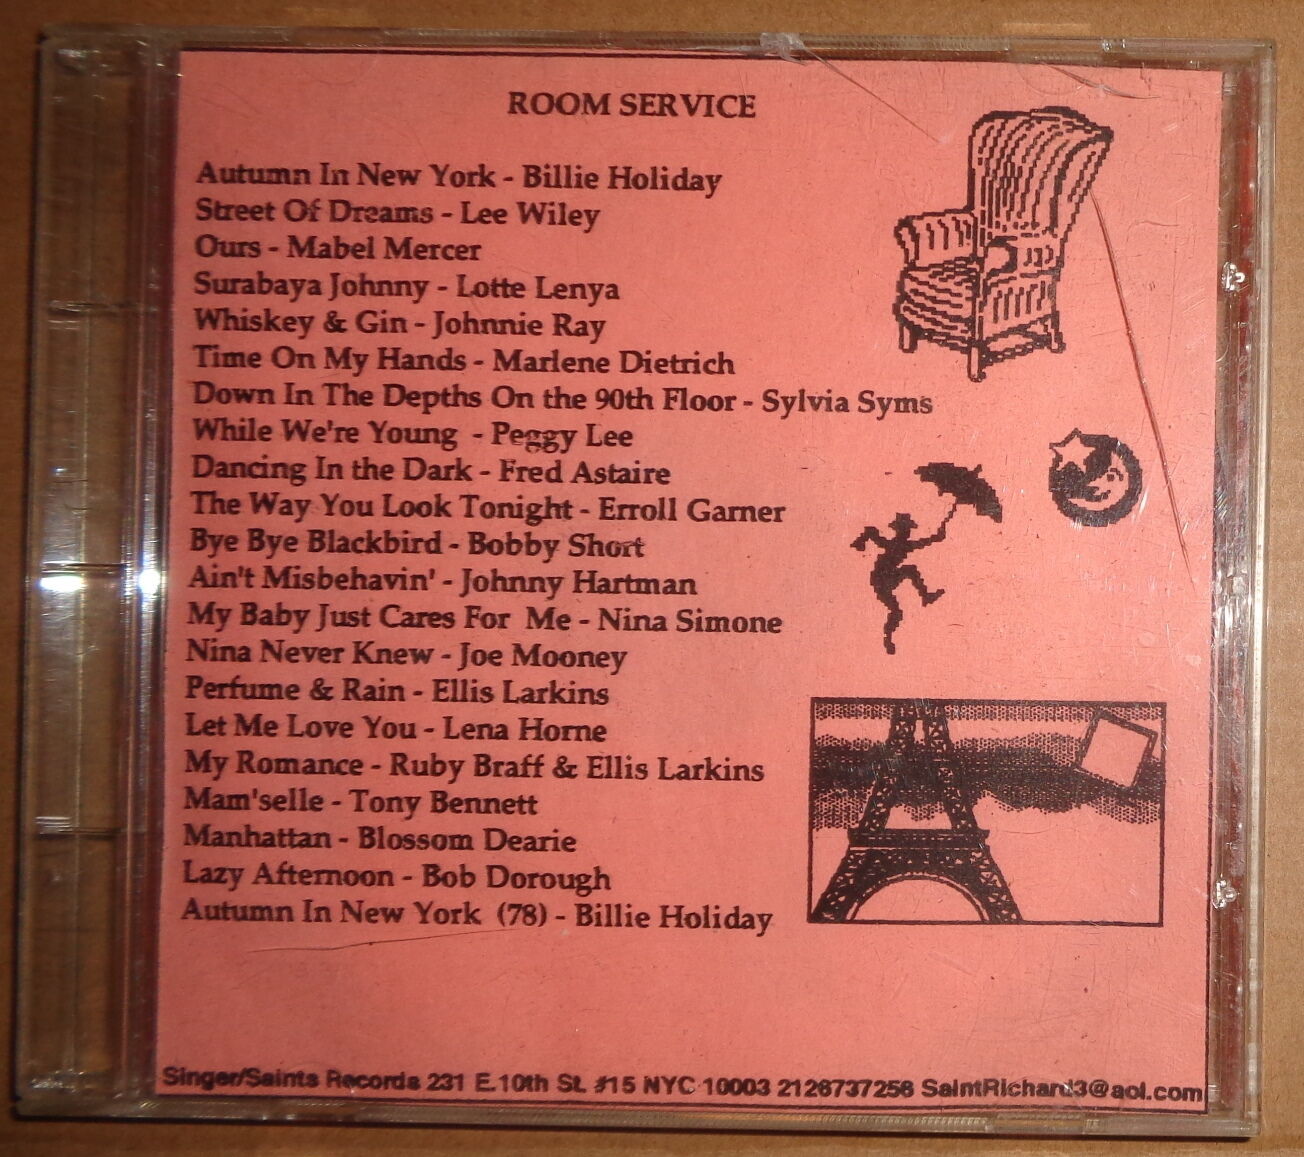 ROOM SERVICE
Autumn In New York - Billie Holiday
Street Of Dreams - Lee Wiley
Ours - Mabel Mercer
Surabaya Johnny - Lotte Lenya
Whiskey & Gin - Johnnie Ray
Time On My Hands - Marlene Dietrich
Down In The Depths On the 90th Floor - Sylvia Syms
While We're Young - Peggy Lee
Dancing In the Dark - Fred Astaire
The Way You Look Tonight - Erroll Garner
Bye Bye Blackbird - Bobby Short
Ain't Misbehavin' - Johnny Hartman
My Baby Just Cares For Me - Nina Simone
Nina Never Knew - Joe Mooney
Perfume & Rain - Ellis Larkins
Let Me Love You - Lena Horne
My Romance - Ruby Braff & Ellis Larkins
Mam'selle - Tony Bennett
Manhattan - Blossom Dearie
Lazy Afternoon - Bob Dorough
Autumn In New York (78) - Billie Holiday
Singer/Saints Records 231 E.10th St. #15 NYC 10003 2126737256 SaintRichard3@aol.com